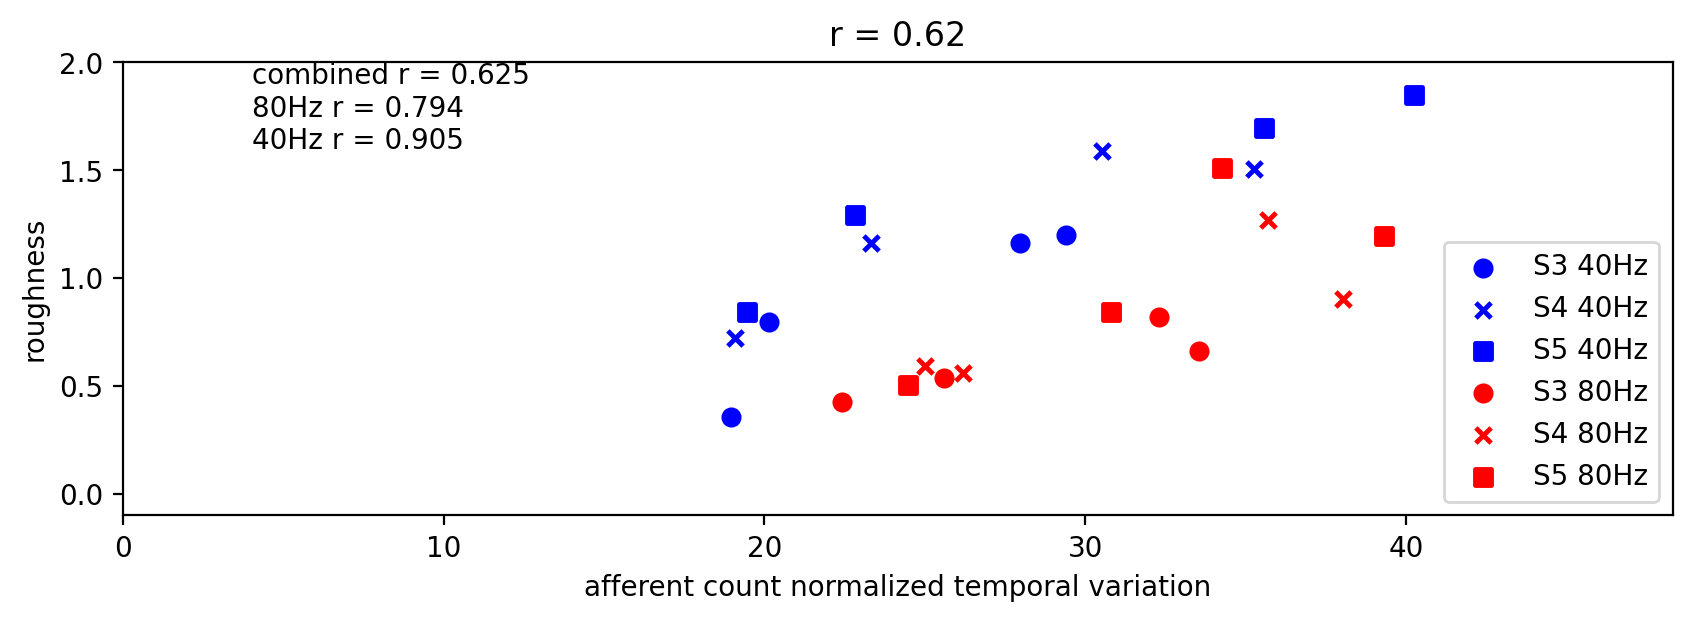 r = 0.62
combined r = 0.625
80Hz r = 0.794
40Hz r = 0.905
2.0
1.5
1.0
0.5
0.0
roughness
S3 40Hz
S4 40Hz
S5 40Hz
S3 80Hz
S4 80Hz
S5 80Hz
0 10 20 30 40
afferent count normalized temporal variation